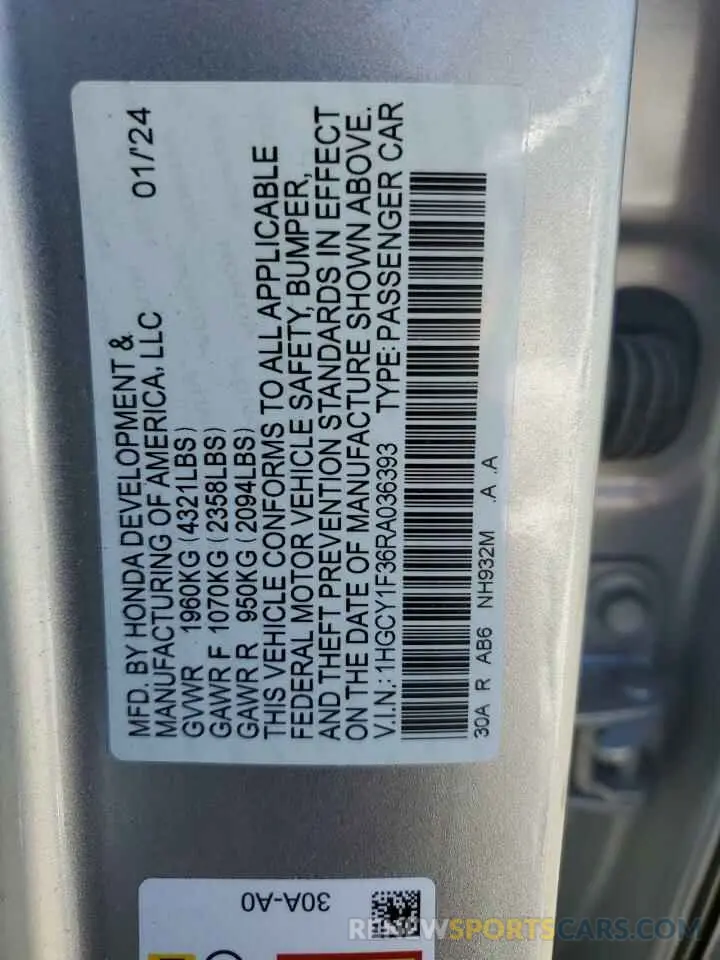 MFD. BY HONDA DEVELOPMENT &
MANUFACTURING OF AMERICA, LLC 01/'24
GVWR 1960KG (4321LBS)
GAWR F 1070KG (2358LBS)
GAWR R 950KG (2094LBS)
THIS VEHICLE CONFORMS TO ALL APPLICABLE
FEDERAL MOTOR VEHICLE SAFETY, BUMPER,
AND THEFT PREVENTION STANDARDS IN EFFECT
ON THE DATE OF MANUFACTURE SHOWN ABOVE.
V.I.N.: 1HGCY1F36RA036393 TYPE: PASSENGER CAR
30A R AB6 NH932M .A .A
30A-A0
RENEWSPORTSCARS.COM